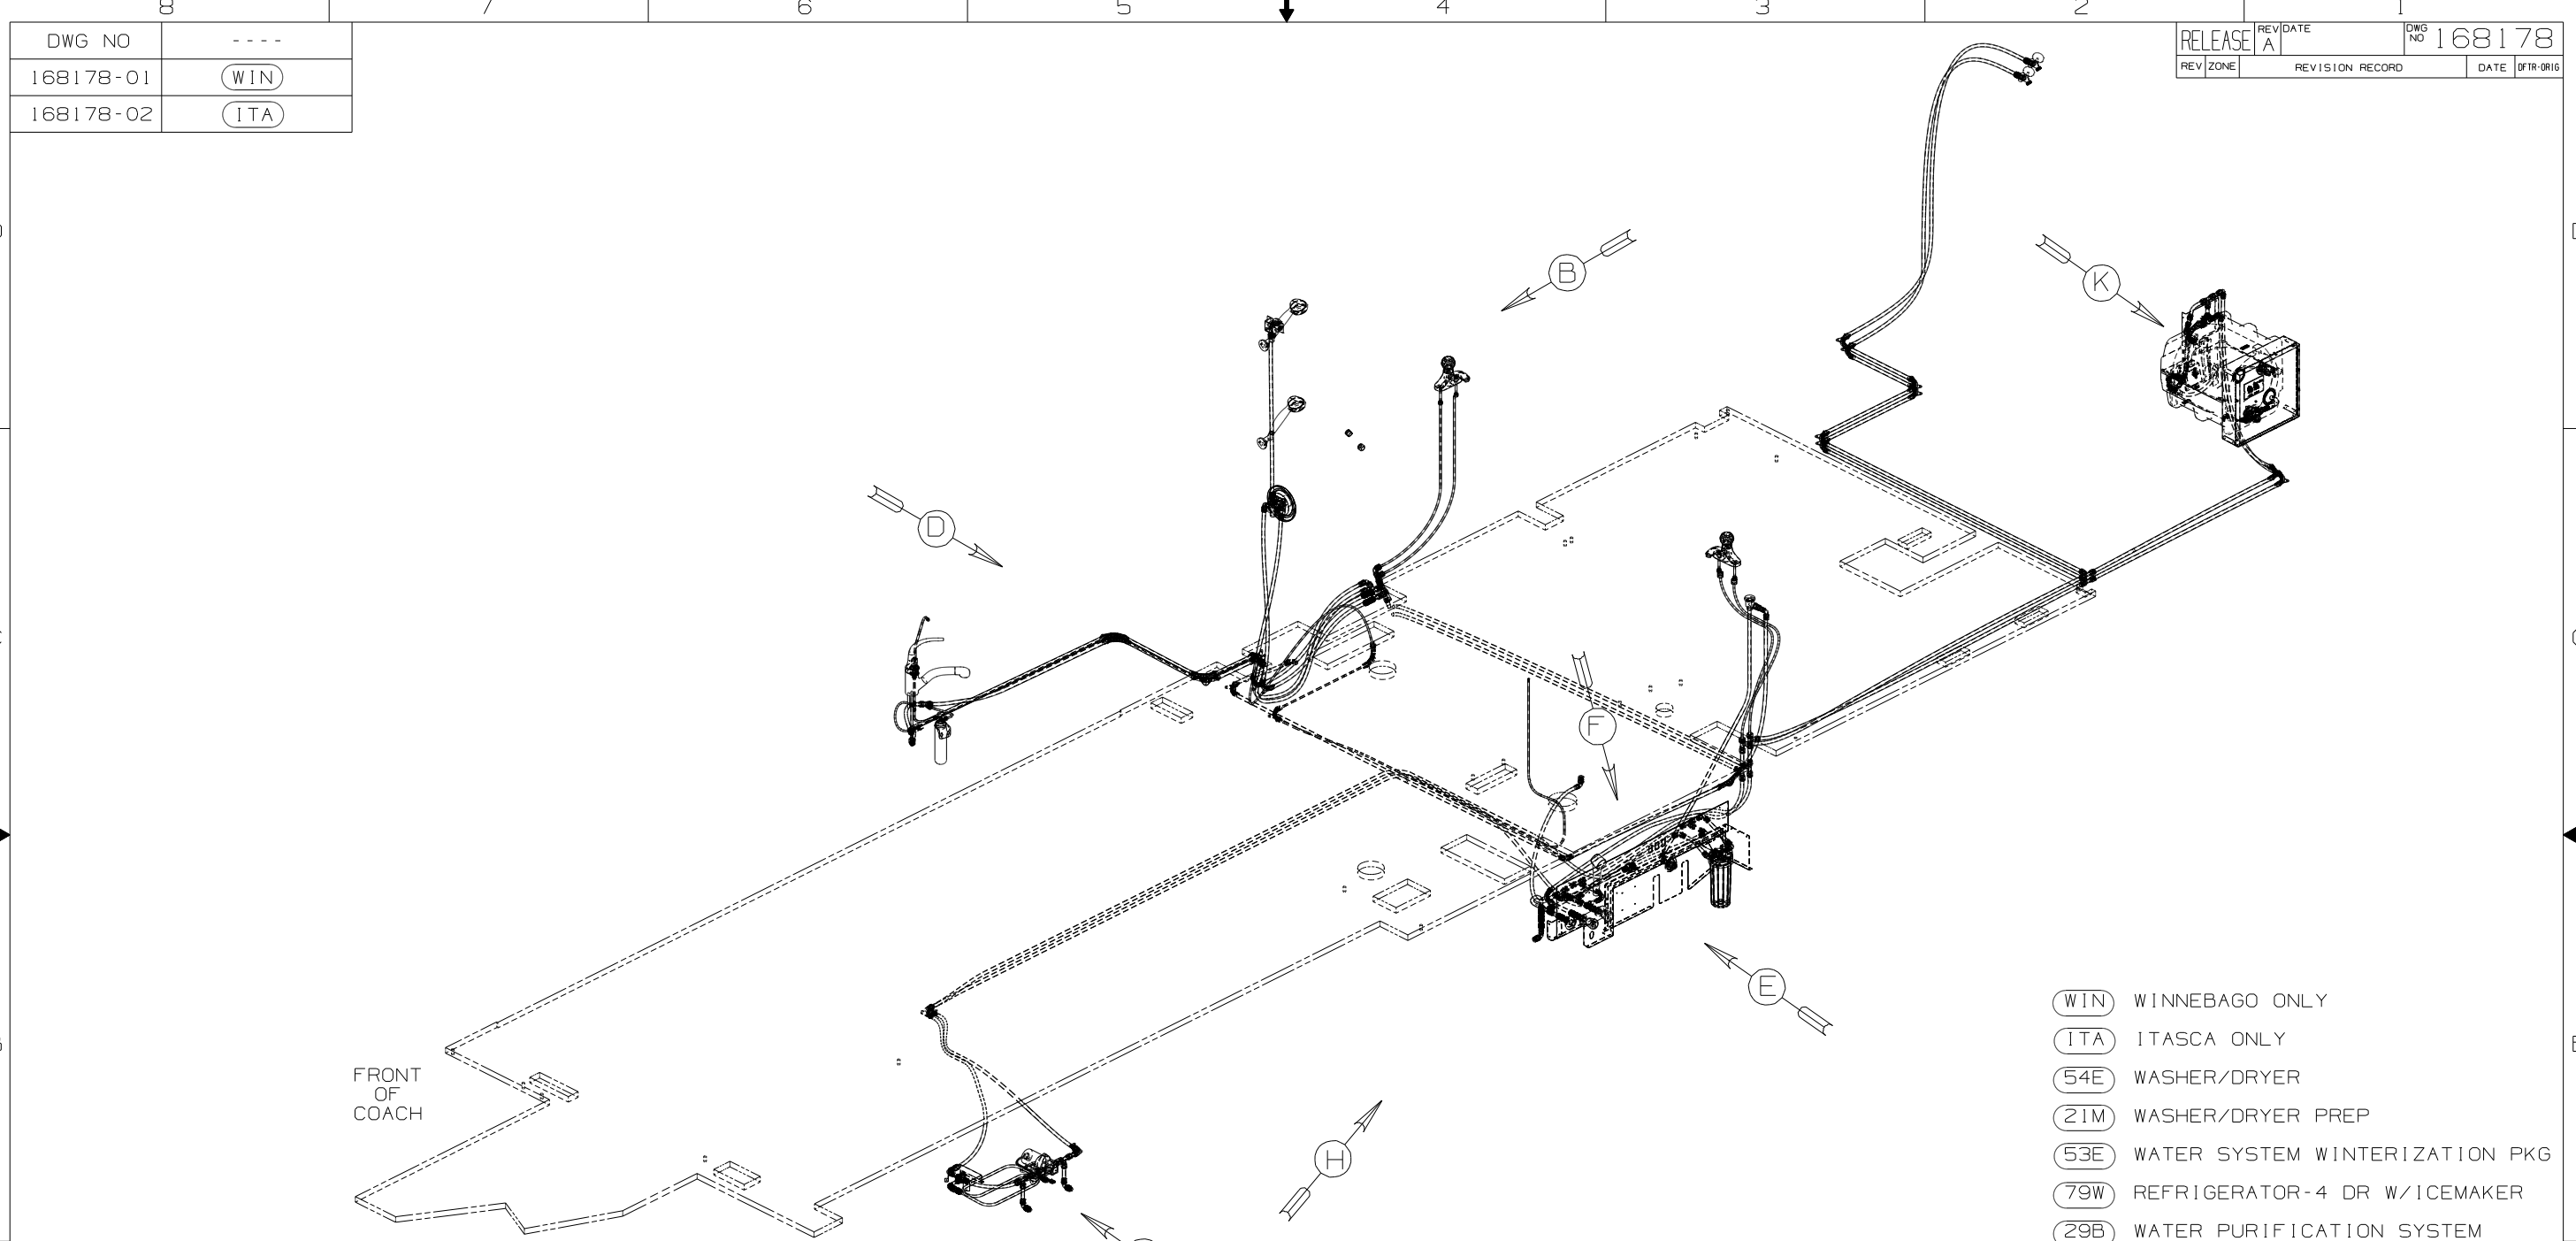 8 7 6 5 4 3 2 1
DWG NO ----
168178-01 WIN
168178-02 ITA
RELEASE REV A DATE DWG NO 168178
REV ZONE REVISION RECORD DATE DFTR-ORIG
B
K
D
F
E
H
FRONT
OF
COACH
WIN WINNEBAGO ONLY
ITA ITASCA ONLY
54E WASHER/DRYER
21M WASHER/DRYER PREP
53E WATER SYSTEM WINTERIZATION PKG
79W REFRIGERATOR-4 DR W/ICEMAKER
29B WATER PURIFICATION SYSTEM